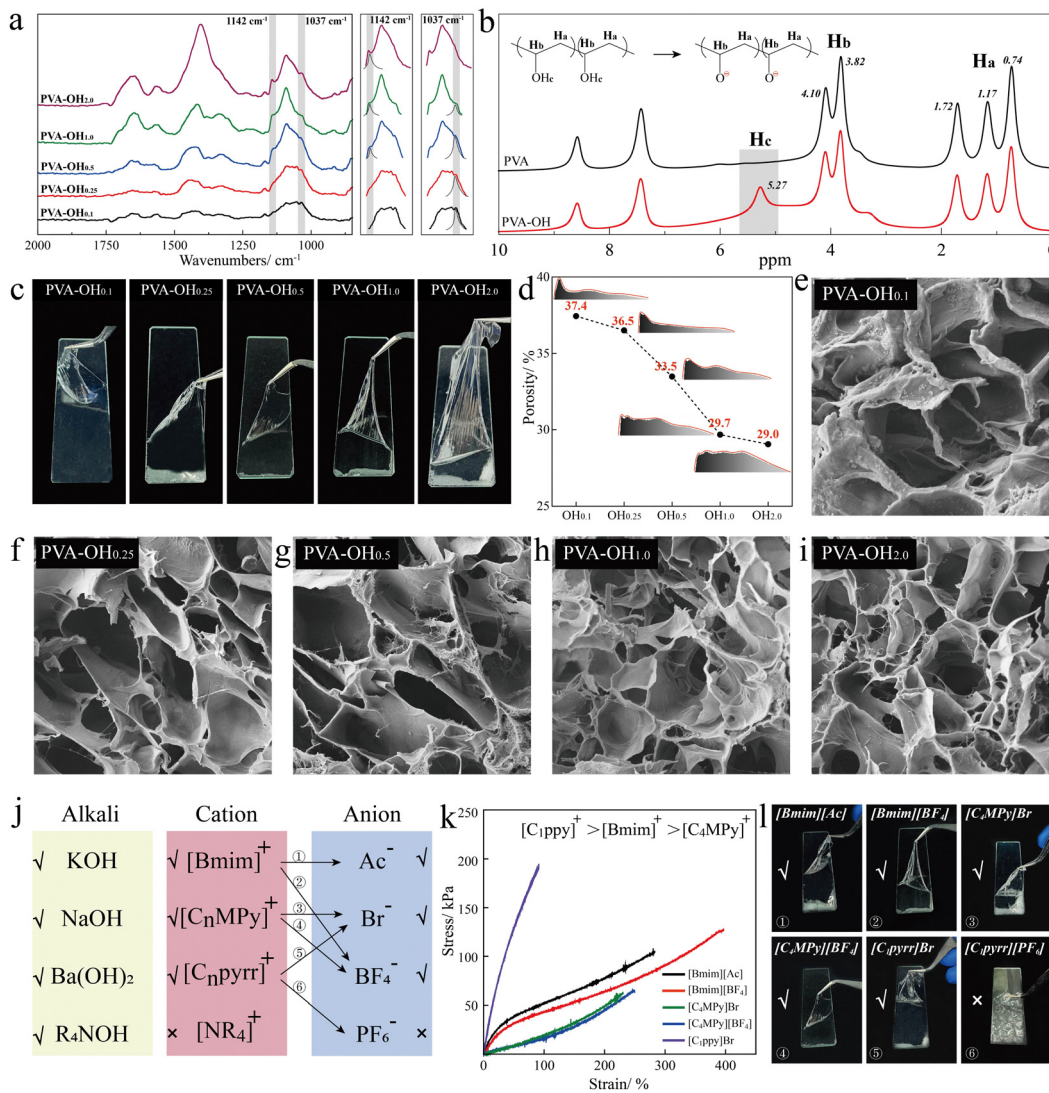 a
1142 cm-1
1037 cm-1
1142 cm-1
1037 cm-1
PVA-OH2.0
PVA-OH1.0
PVA-OH0.5
PVA-OH0.25
PVA-OH0.1
2000
1500
1000
Wavenumbers/ cm-1
b
Hb
Ha
Hb
Ha
OHc
OHc
Hb
Ha
Hb
Ha
O⊖
O⊖
Hb
3.82
4.10
Ha
0.74
1.17
1.72
Hc
5.27
PVA
PVA-OH
10
8
6
4
2
0
ppm
c
PVA-OH0.1
PVA-OH0.25
PVA-OH0.5
PVA-OH1.0
PVA-OH2.0
d
40
35
30
25
Porosity/ %
37.4
36.5
33.5
29.7
29.0
OH0.1
OH0.25
OH0.5
OH1.0
OH2.0
e
PVA-OH0.1
f
PVA-OH0.25
g
PVA-OH0.5
h
PVA-OH1.0
i
PVA-OH2.0
j
Alkali
Cation
Anion
√ KOH
√ [Bmim]+
①
②
Ac- √
√ NaOH
√ [CnMPy]+
③
④
Br- √
√ Ba(OH)2
√ [Cnpyrr]+
⑤
⑥
BF4- √
√ R4NOH
× [NR4]+
PF6- ×
k
250
200
150
100
50
0
Stress/ kPa
[C1ppy]+ > [Bmim]+ > [C4MPy]+
[Bmim][Ac]
[Bmim][BF4]
[C4MPy]Br
[C4MPy][BF4]
[C1ppy]Br
0
100
200
300
400
500
Strain/ %
l
[Bmim][Ac]
√
①
[Bmim][BF4]
√
②
[C4MPy]Br
√
③
[C4MPy][BF4]
√
④
[C1pyrr]Br
√
⑤
[C1pyrr][PF6]
×
⑥